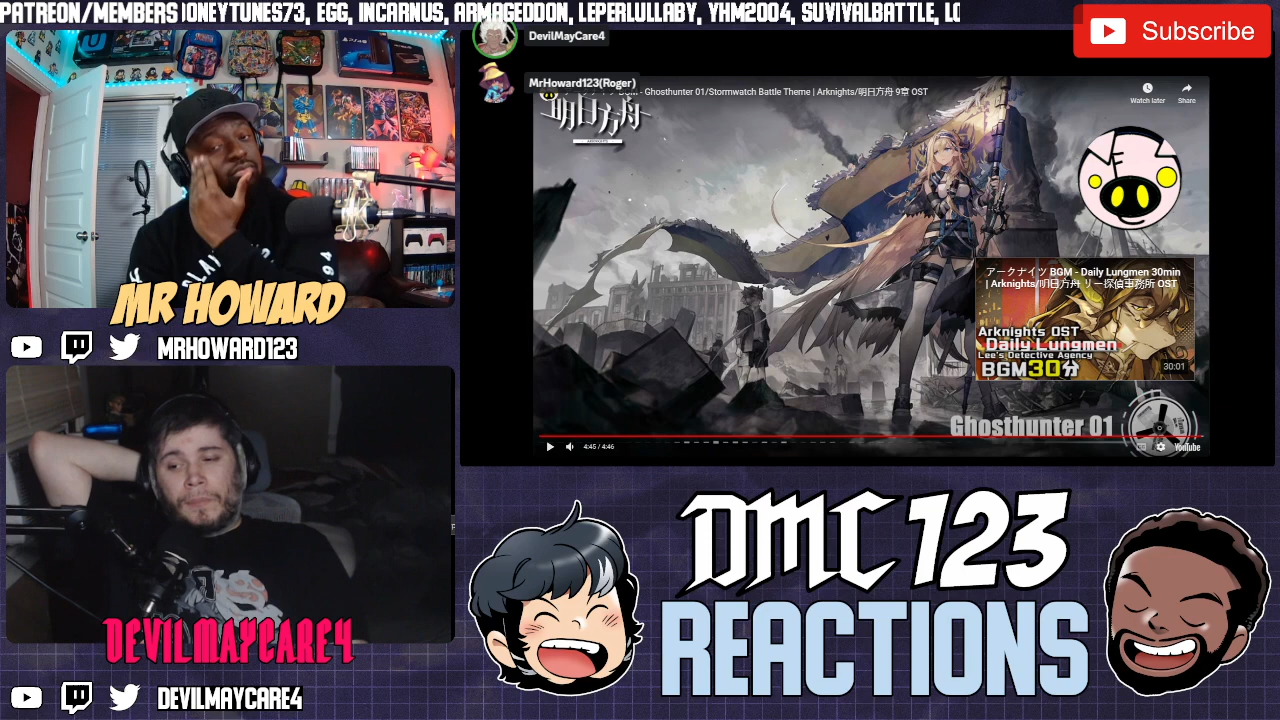 PATREON/MEMBERS
ONEYTUNES73, EGG, INCARNUS, ARMAGEDDON, LEPERLULLABY, YHM2004, SUVIVALBATTLE,
Subscribe
DevilMayCare4
MrHoward123(Roger)
BGM - Ghosthunter 01/Stormwatch Battle Theme | Arknights/明日方舟 9章 OST
Watch later
Share
明日方舟
アークナイツ BGM - Daily Lungmen 30min
| Arknights/明日方舟 リー探偵事務所 OST
Arknights OST
Daily Lungmen
Lee's Detective Agency
BGM30分
30:01
Ghosthunter 01
4:45 / 4:46
YouTube
MR HOWARD
MRHOWARD123
DEVILMAYCARE4
DEVILMAYCARE4
DMC 123
REACTIONS